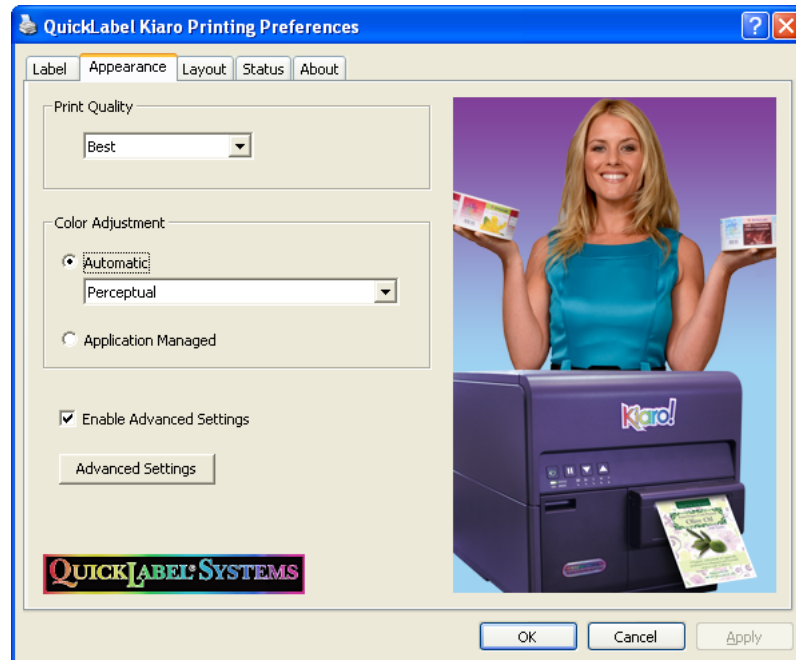 QuickLabel Kiaro Printing Preferences
Label Appearance Layout Status About
Print Quality
Best
Color Adjustment
Automatic
Perceptual
Application Managed
Enable Advanced Settings
Advanced Settings
QUICKLABEL® SYSTEMS
Kiaro!
Olive Oil
OK Cancel Apply